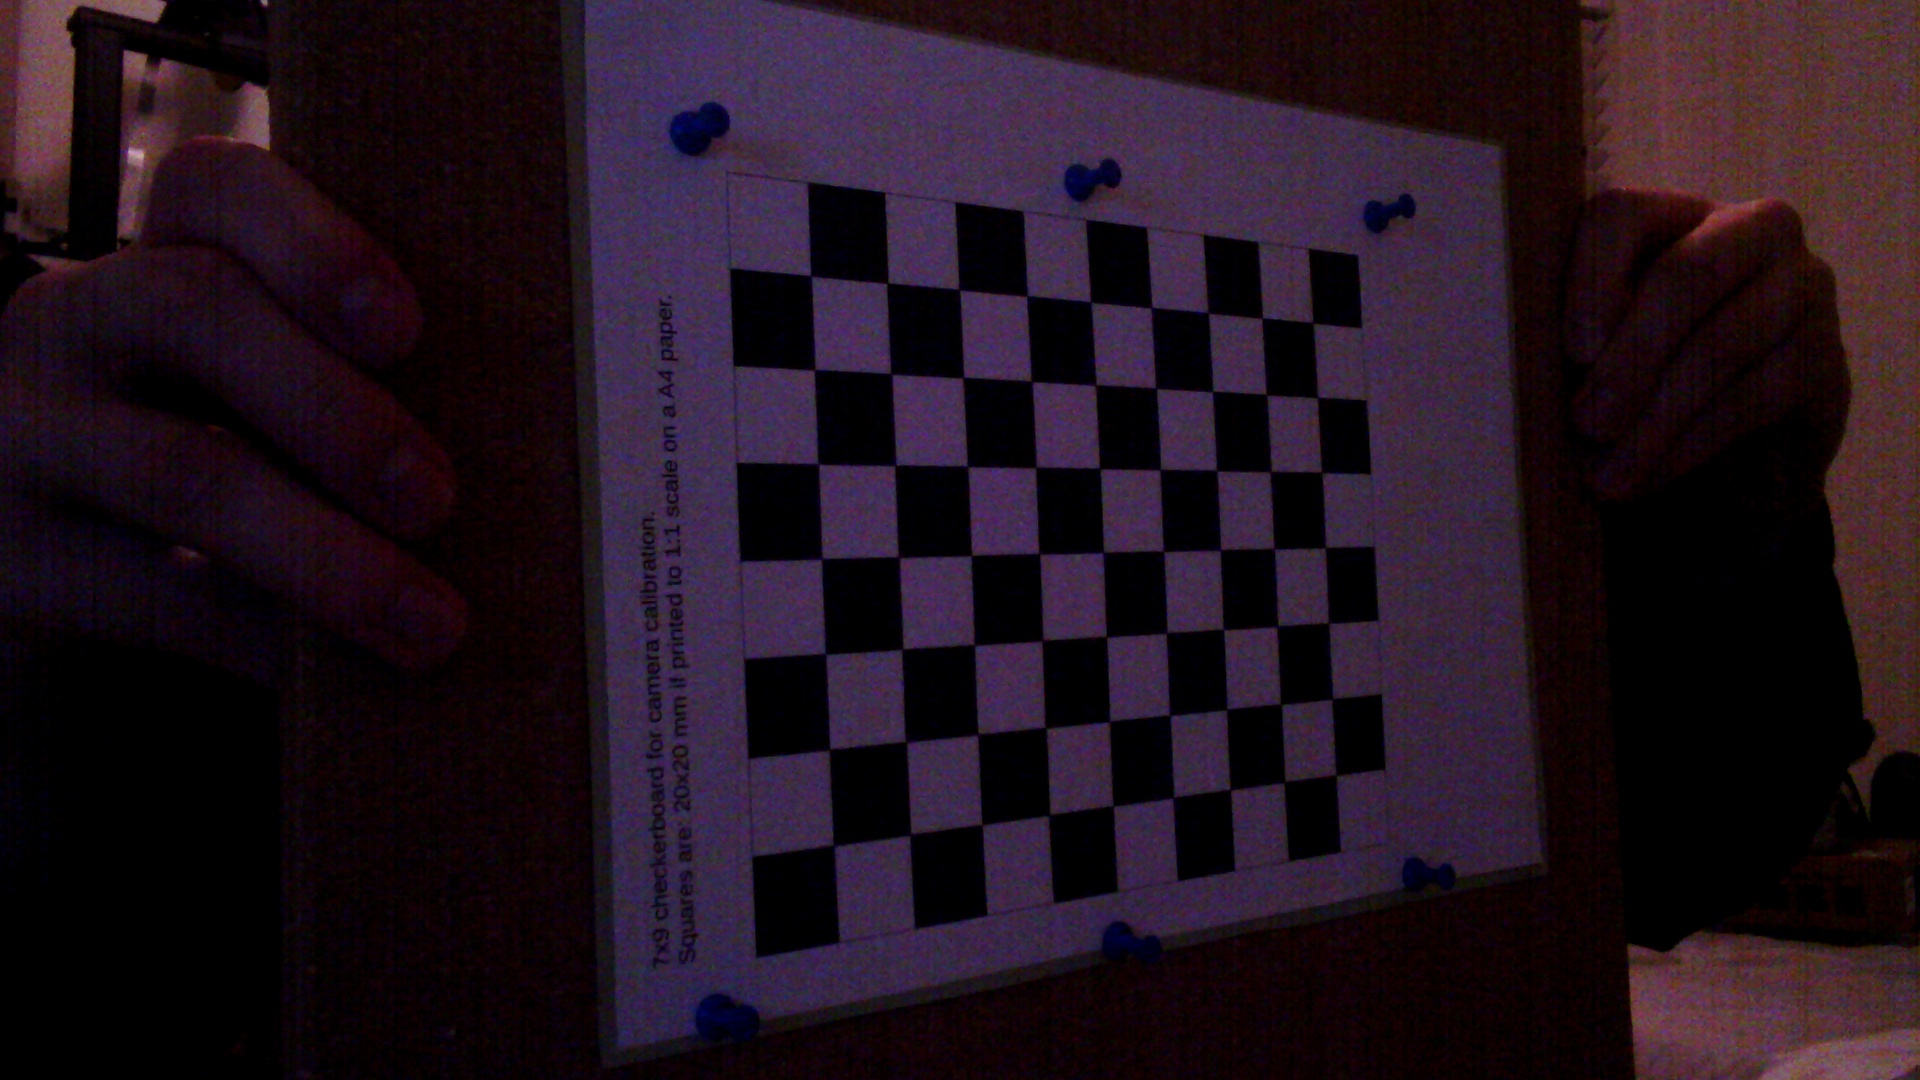 7x9 checkerboard for camera calibration.
Squares are: 20x20 mm if printed to 1:1 scale on a A4 paper.